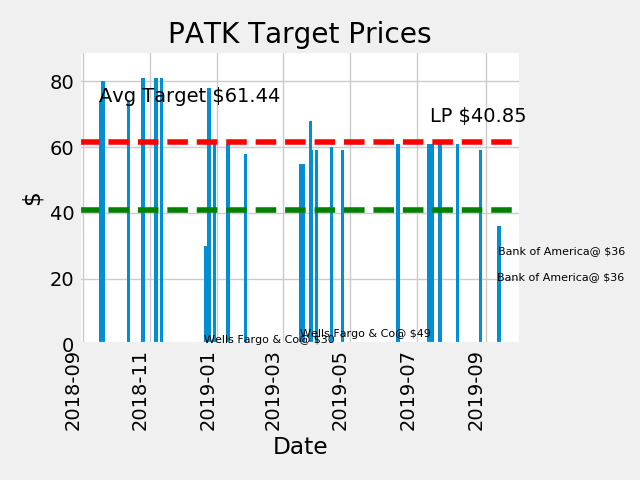 PATK Target Prices
80
Avg Target $61.44
LP $40.85
60
$
40
Bank of America@ $36
20
Bank of America@ $36
Wells Fargo & Co@ $49
Wells Fargo & Co@ $30
0
2018-09
2018-11
2019-01
2019-03
2019-05
2019-07
2019-09
Date